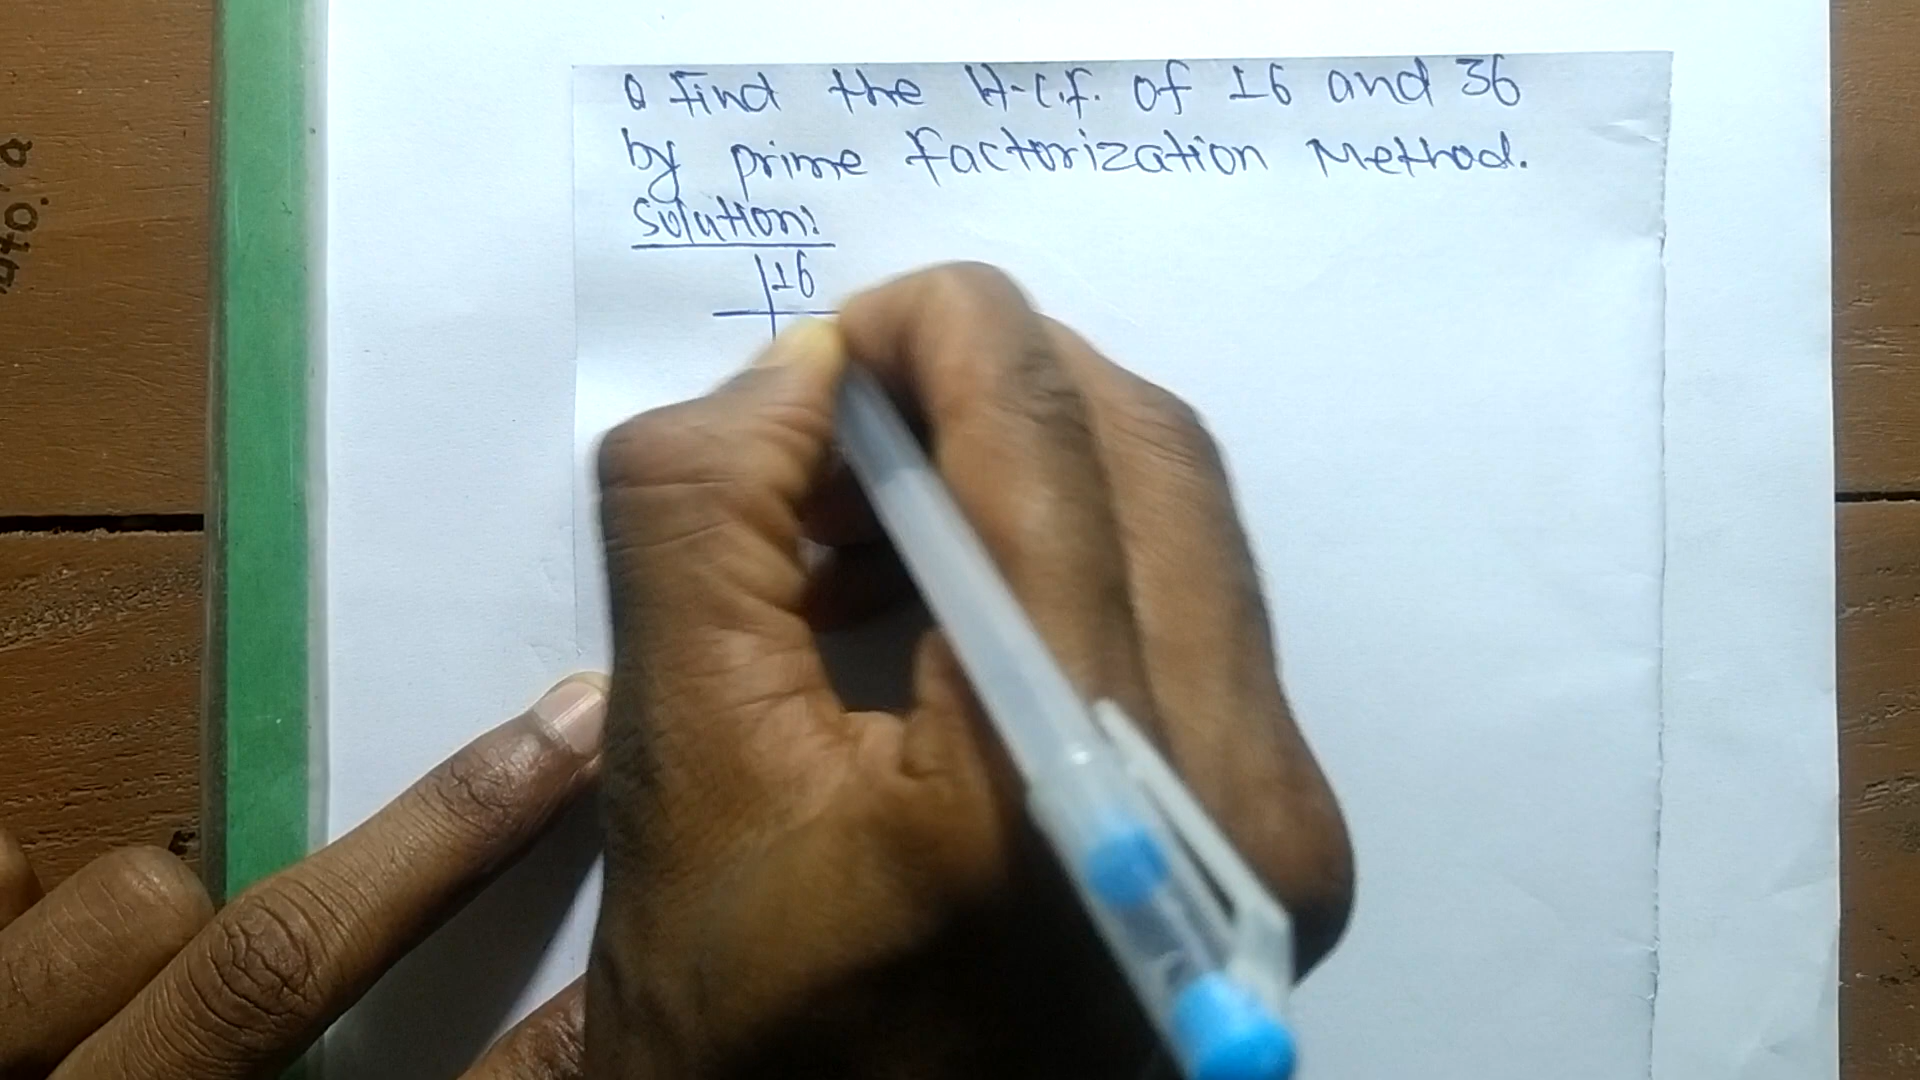 Q Find the H.C.F. of 16 and 36
by prime factorization Method.
Solution:
16